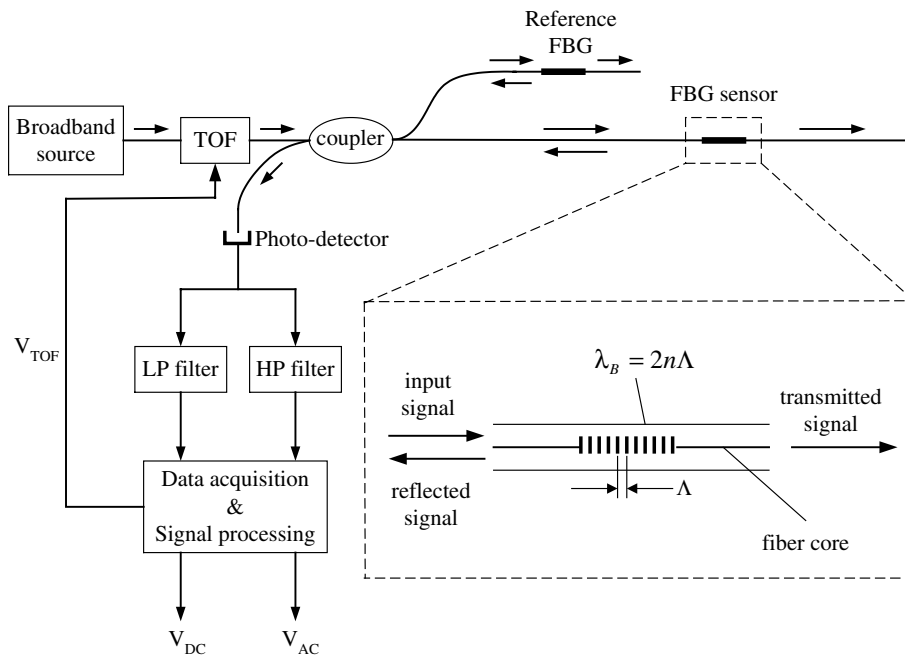 Reference
FBG
FBG sensor
Broadband
source
TOF
coupler
Photo-detector
V_TOF
LP filter
HP filter
Data acquisition
&
Signal processing
V_DC
V_AC
λ_B = 2nΛ
input
signal
transmitted
signal
reflected
signal
Λ
fiber core